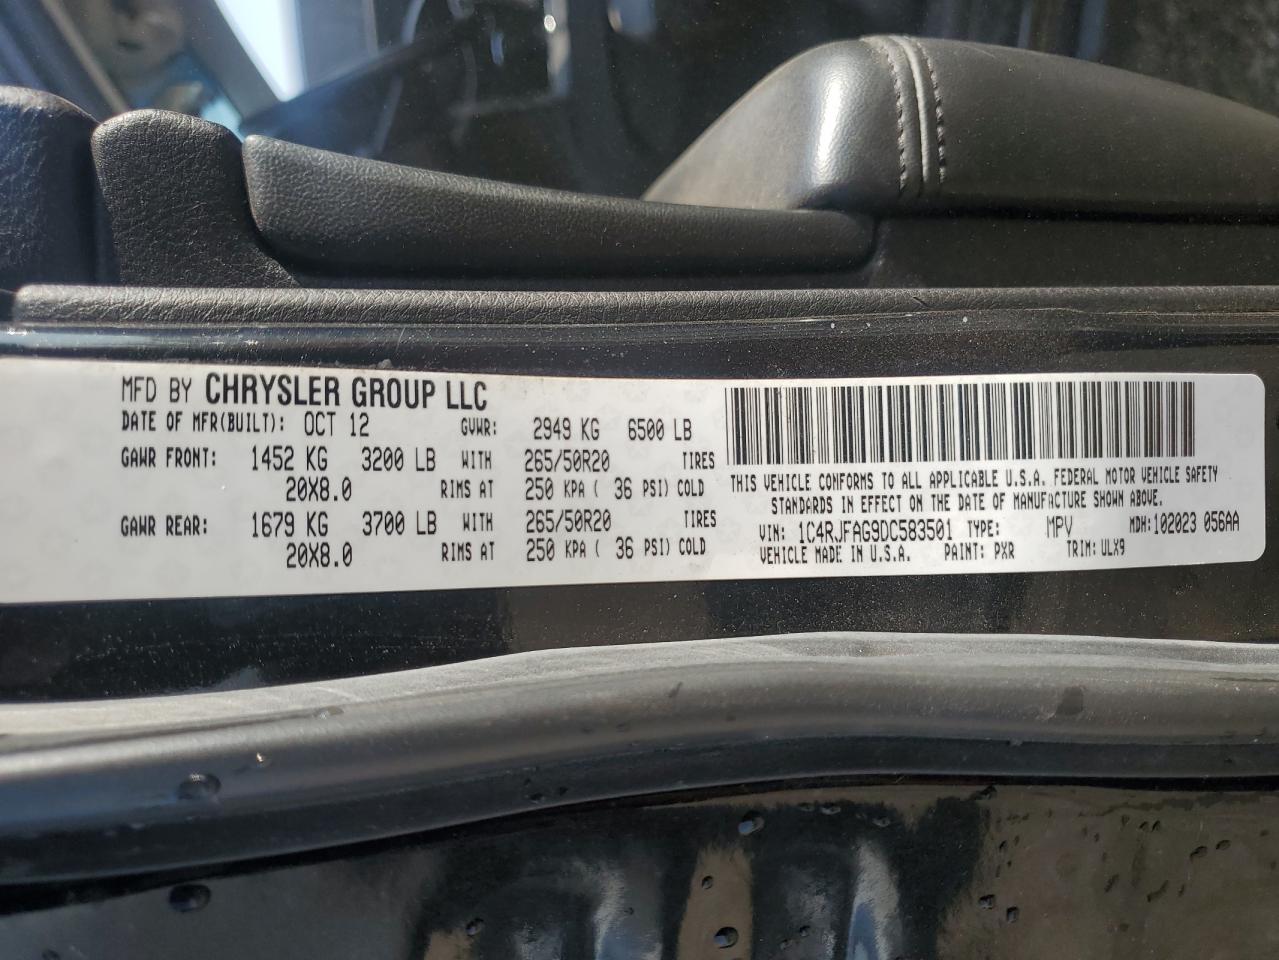 MFD BY CHRYSLER GROUP LLC
DATE OF MFR(BUILT): OCT 12 GVWR: 2949 KG 6500 LB
GAWR FRONT: 1452 KG 3200 LB WITH 265/50R20 TIRES
20X8.0 RIMS AT 250 KPA ( 36 PSI) COLD
GAWR REAR: 1679 KG 3700 LB WITH 265/50R20 TIRES
20X8.0 RIMS AT 250 KPA ( 36 PSI) COLD
THIS VEHICLE CONFORMS TO ALL APPLICABLE U.S.A. FEDERAL MOTOR VEHICLE SAFETY
STANDARDS IN EFFECT ON THE DATE OF MANUFACTURE SHOWN ABOVE.
VIN: 1C4RJFAG9DC583501 TYPE: MPV MDH:102023 056AA
VEHICLE MADE IN U.S.A. PAINT: PXR TRIM: ULX9